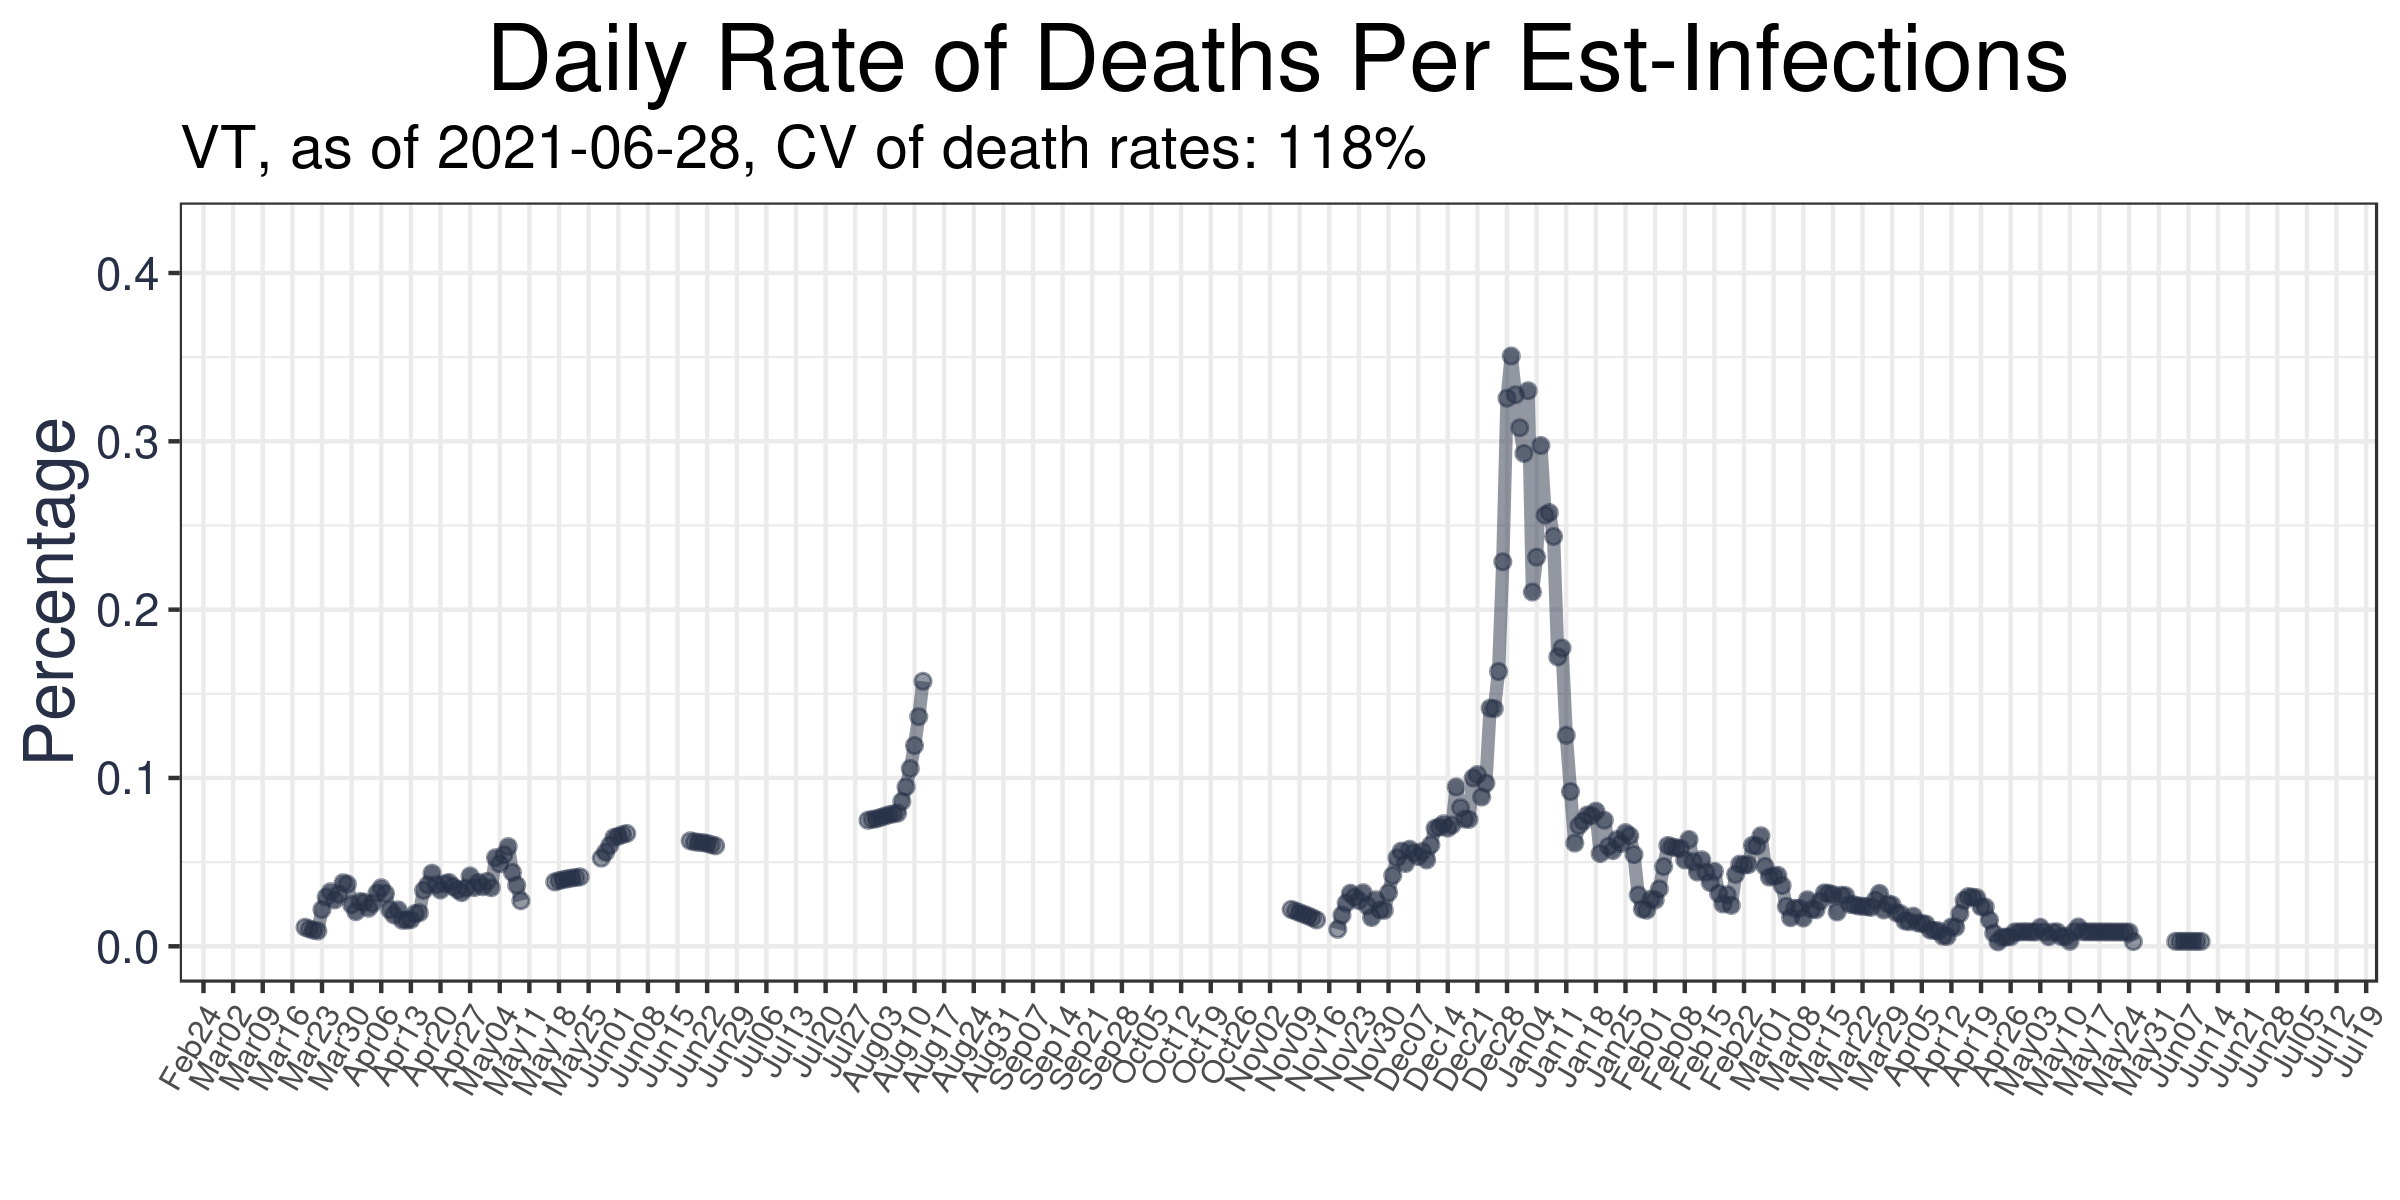 Daily Rate of Deaths Per Est-Infections
VT, as of 2021-06-28, CV of death rates: 118%
Percentage
0.4
0.3
0.2
0.1
0.0
Feb24
Mar02
Mar09
Mar16
Mar23
Mar30
Apr06
Apr13
Apr20
Apr27
May04
May11
May18
May25
Jun01
Jun08
Jun15
Jun22
Jun29
Jul06
Jul13
Jul20
Jul27
Aug03
Aug10
Aug17
Aug24
Aug31
Sep07
Sep14
Sep21
Sep28
Oct05
Oct12
Oct19
Oct26
Nov02
Nov09
Nov16
Nov23
Nov30
Dec07
Dec14
Dec21
Dec28
Jan04
Jan11
Jan18
Jan25
Feb01
Feb08
Feb15
Feb22
Mar01
Mar08
Mar15
Mar22
Mar29
Apr05
Apr12
Apr19
Apr26
May03
May10
May17
May24
May31
Jun07
Jun14
Jun21
Jun28
Jul05
Jul12
Jul19